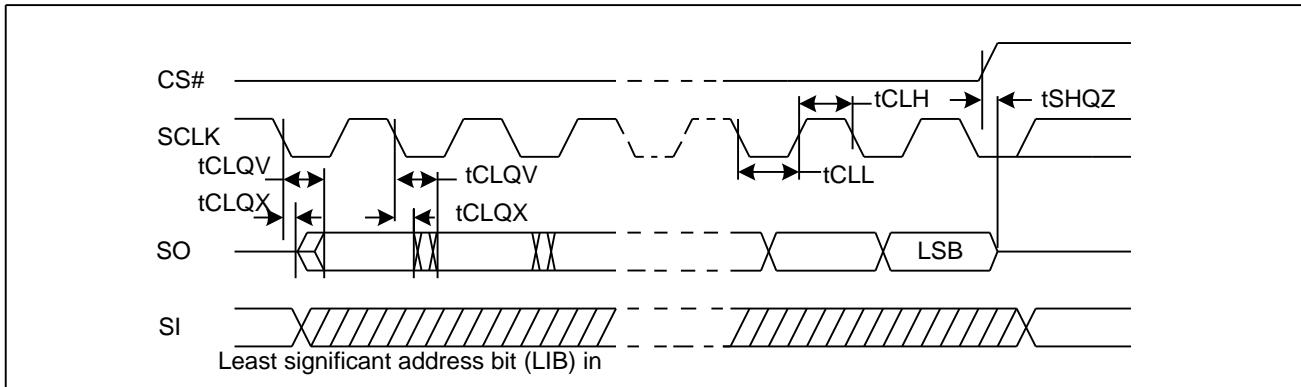 CS#
tCLH
tSHQZ
SCLK
tCLQV
tCLQV
tCLL
tCLQX
tCLQX
SO
LSB
SI
Least significant address bit (LIB) in